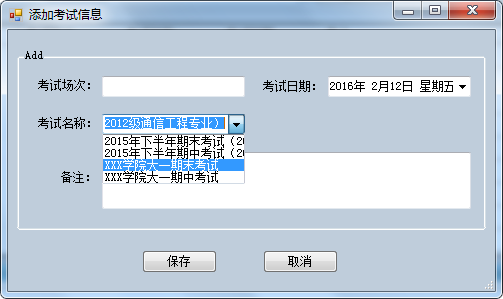 添加考试信息
Add
考试场次：
考试日期： 2016年 2月12日 星期五
考试名称： 2012级通信工程专业）
2015年下半年期末考试（20
2015年下半年期中考试（20
XXX学院大一期末考试
XXX学院大一期中考试
备注：
保存 取消